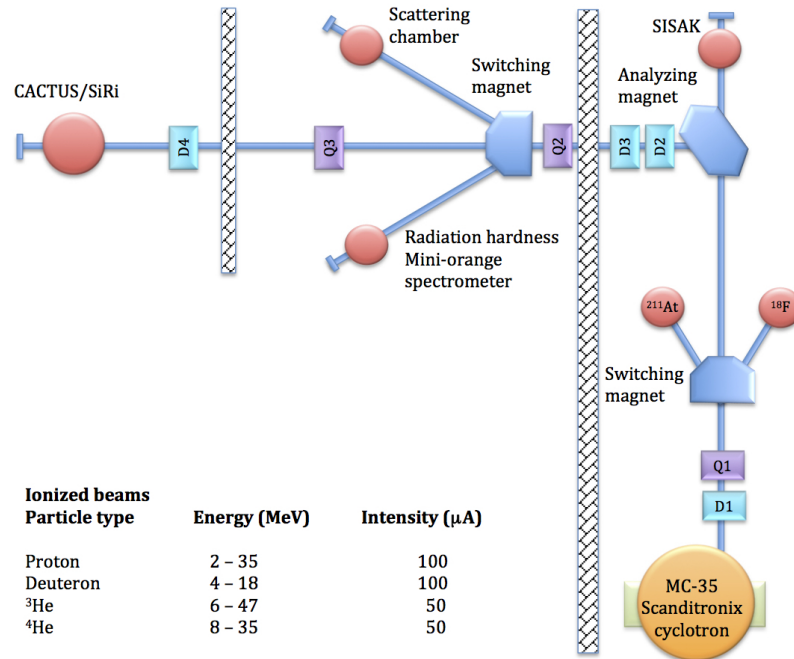 Scattering
chamber
SISAK
Switching
magnet
Analyzing
magnet
CACTUS/SiRi
D4
Q3
Q2
D3
D2
Radiation hardness
Mini-orange
spectrometer
²¹¹At
¹⁸F
Switching
magnet
Q1
D1
MC-35
Scanditronix
cyclotron
Ionized beams
Particle type Energy (MeV) Intensity (μA)
Proton 2 – 35 100
Deuteron 4 – 18 100
³He 6 – 47 50
⁴He 8 – 35 50